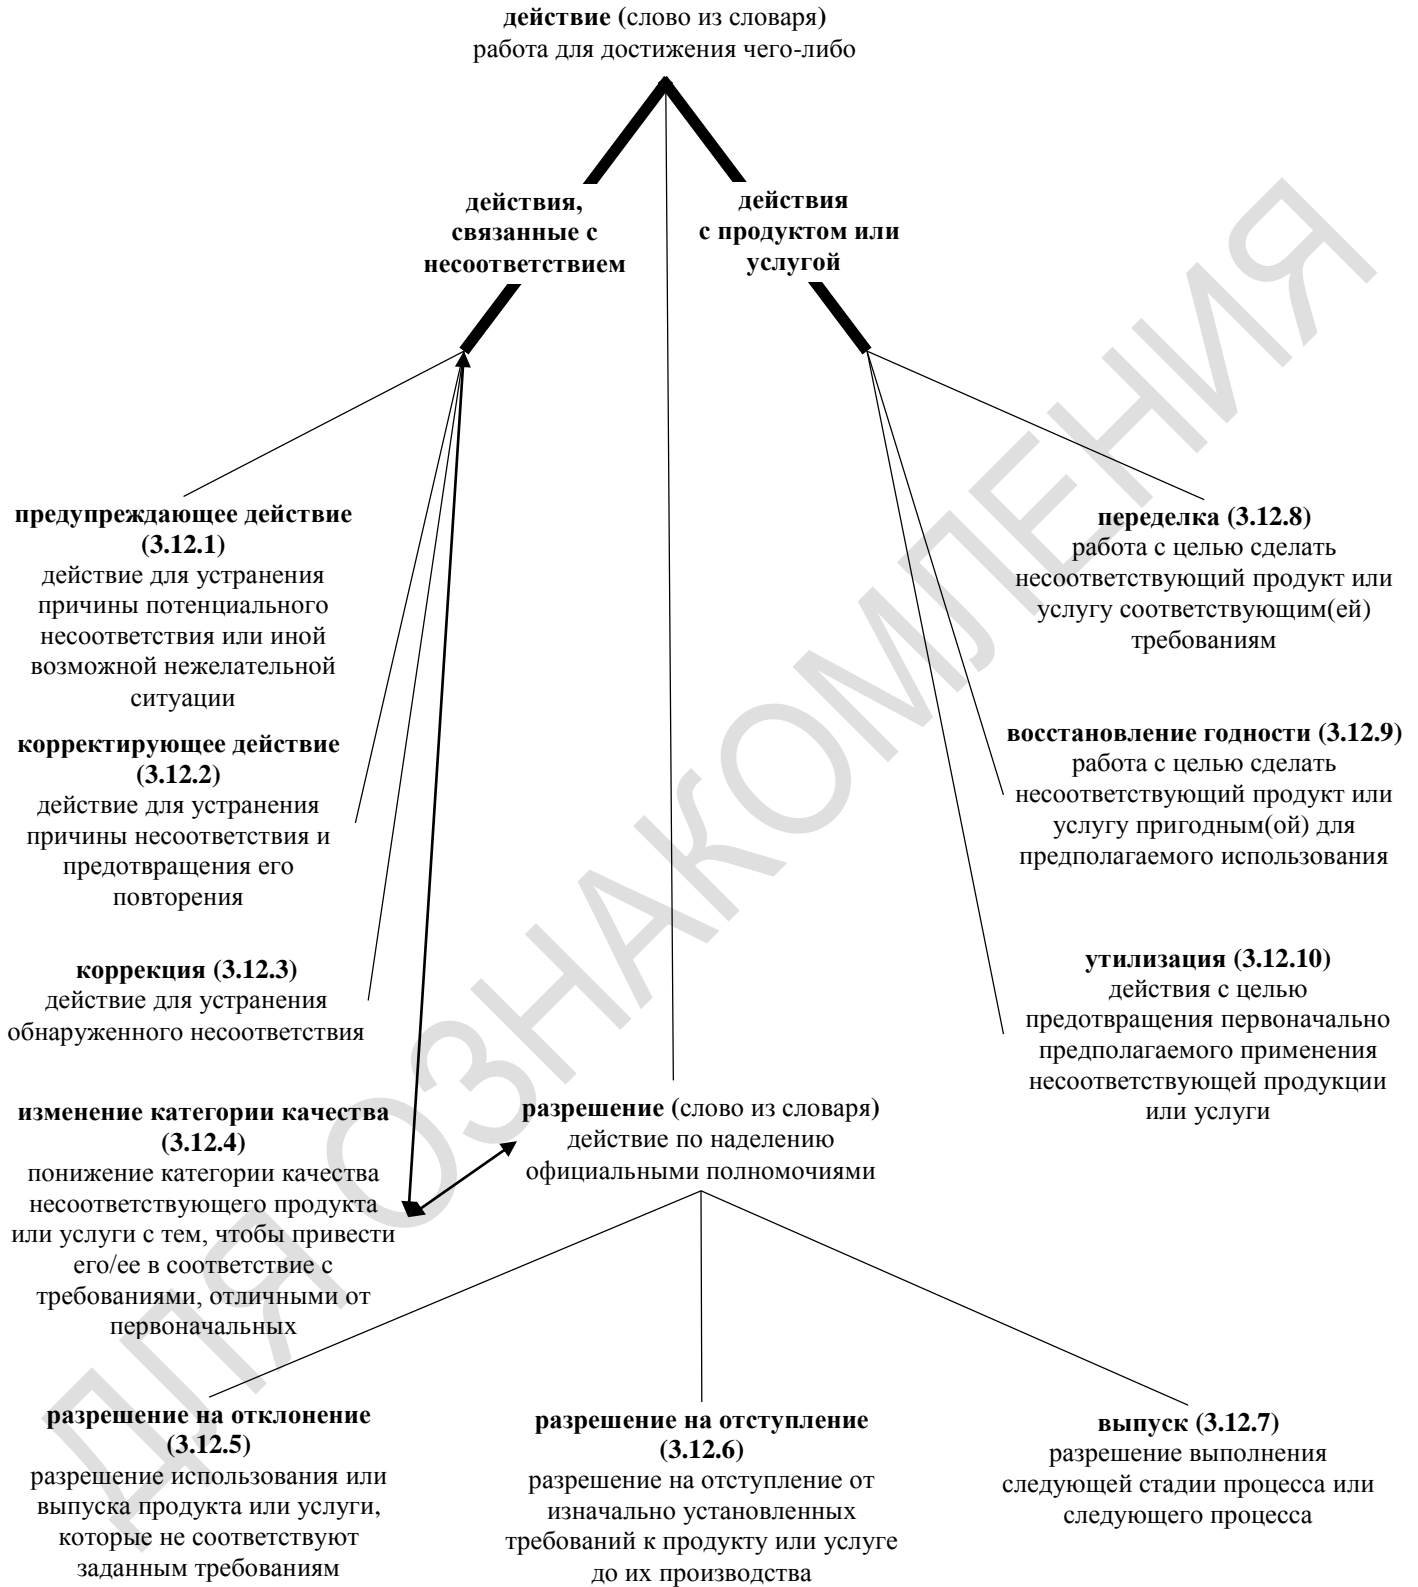 действие (слово из словаря)
работа для достижения чего-либо
действия,
связанные с
несоответствием
действия
с продуктом или
услугой
предупреждающее действие
(3.12.1)
действие для устранения
причины потенциального
несоответствия или иной
возможной нежелательной
ситуации
корректирующее действие
(3.12.2)
действие для устранения
причины несоответствия и
предотвращения его
повторения
коррекция (3.12.3)
действие для устранения
обнаруженного несоответствия
изменение категории качества
(3.12.4)
понижение категории качества
несоответствующего продукта
или услуги с тем, чтобы привести
его/ее в соответствие с
требованиями, отличными от
первоначальных
переделка (3.12.8)
работа с целью сделать
несоответствующий продукт или
услугу соответствующим(ей)
требованиям
восстановление годности (3.12.9)
работа с целью сделать
несоответствующий продукт или
услугу пригодным(ой) для
предполагаемого использования
утилизация (3.12.10)
действия с целью
предотвращения первоначально
предполагаемого применения
несоответствующей продукции
или услуги
разрешение (слово из словаря)
действие по наделению
официальными полномочиями
разрешение на отклонение
(3.12.5)
разрешение использования или
выпуска продукта или услуги,
которые не соответствуют
заданным требованиям
разрешение на отступление
(3.12.6)
разрешение на отступление от
изначально установленных
требований к продукту или услуге
до их производства
выпуск (3.12.7)
разрешение выполнения
следующей стадии процесса или
следующего процесса
ДЛЯ ОЗНАКОМЛЕНИЯ